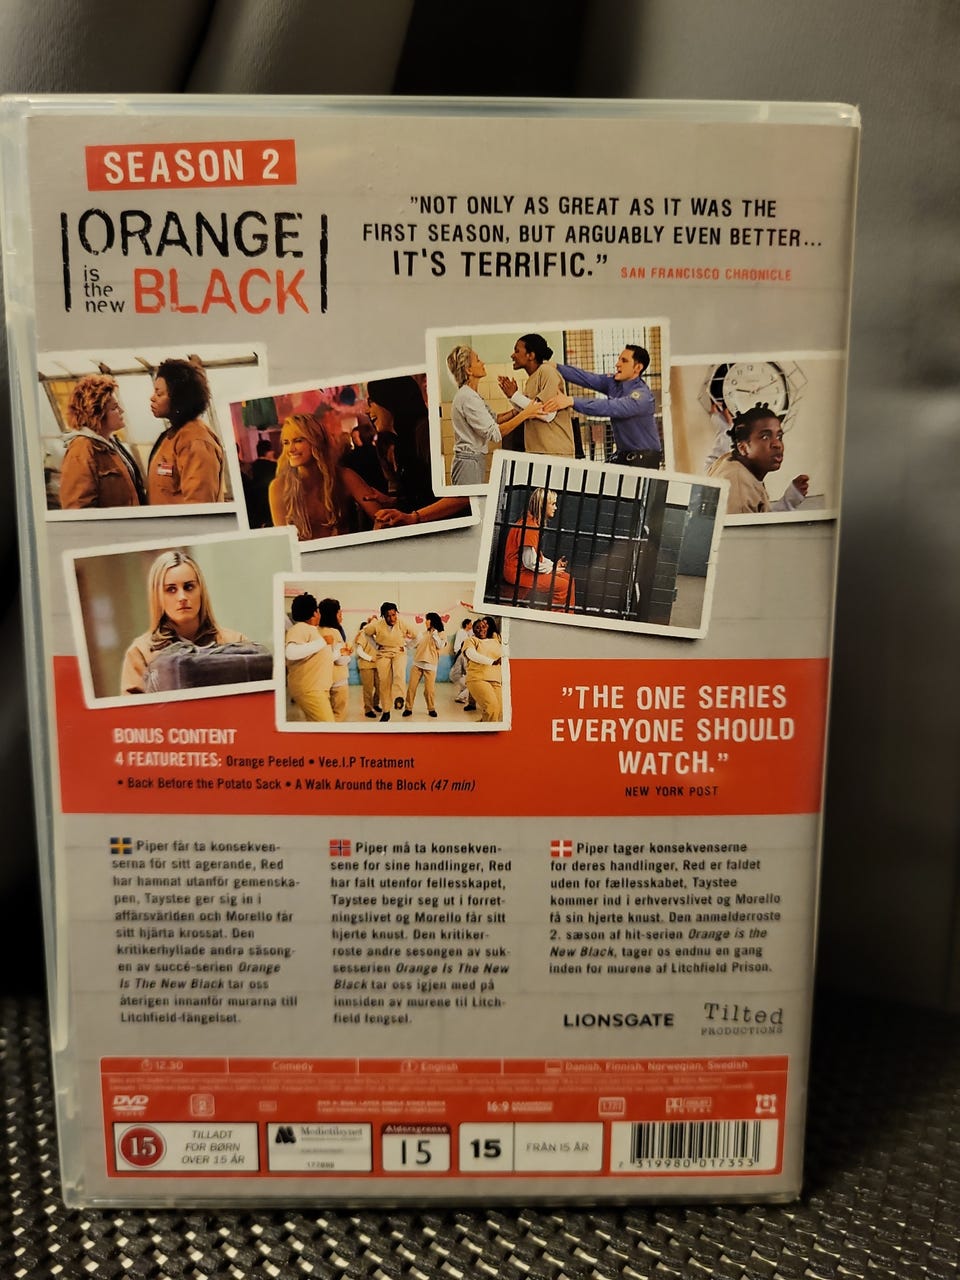 SEASON 2
ORANGE
is the new BLACK
"NOT ONLY AS GREAT AS IT WAS THE
FIRST SEASON, BUT ARGUABLY EVEN BETTER...
IT'S TERRIFIC." SAN FRANCISCO CHRONICLE
BONUS CONTENT
4 FEATURETTES: Orange Peeled • Vee.I.P Treatment
• Back Before the Potato Sack • A Walk Around the Block (47 min)
"THE ONE SERIES
EVERYONE SHOULD
WATCH."
NEW YORK POST
Piper får ta konsekven-
serna för sitt agerande, Red
har hamnat utanför gemenska-
pen, Taystee ger sig in i
affärsvärlden och Morello får
sitt hjärta krossat. Den
kritikerhyllade andra säsong-
en av succé-serien Orange
Is The New Black tar oss
återigen innanför murarna till
Litchfield-fängelset.
Piper må ta konsekven-
sene for sine handlinger, Red
har falt utenfor fellesskapet,
Taystee begir seg ut i forret-
ningslivet og Morello får sitt
hjerte knust. Den kritiker-
roste andre sesongen av suk-
sesserien Orange Is The New
Black tar oss igjen med på
innsiden av murene til Litch-
field fengsel.
Piper tager konsekvenserne
for deres handlinger, Red er faldet
uden for fællesskabet, Taystee
kommer ind i erhvervslivet og Morello
få sin hjerte knust. Den anmelderroste
2. sæson af hit-serien Orange is the
New Black, tager os endnu en gang
inden for murene af Litchfield Prison.
LIONSGATE
Tilted
PRODUCTIONS
12.30 Comedy English Danish, Finnish, Norwegian, Swedish
DVD
VIDEO
2
16:9
DIGITAL
15
TILLADT
FOR BØRN
OVER 15 ÅR
Medietilsynet
Aldersgrense
15
15
FRÅN 15 ÅR
2 319980 017353